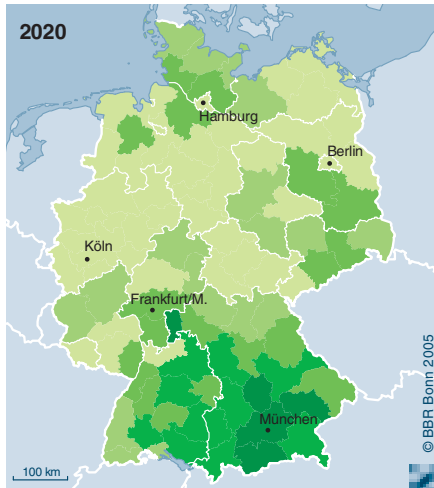 2020
Hamburg
Berlin
Köln
Frankfurt/M.
München
© BBR Bonn 2005
100 km